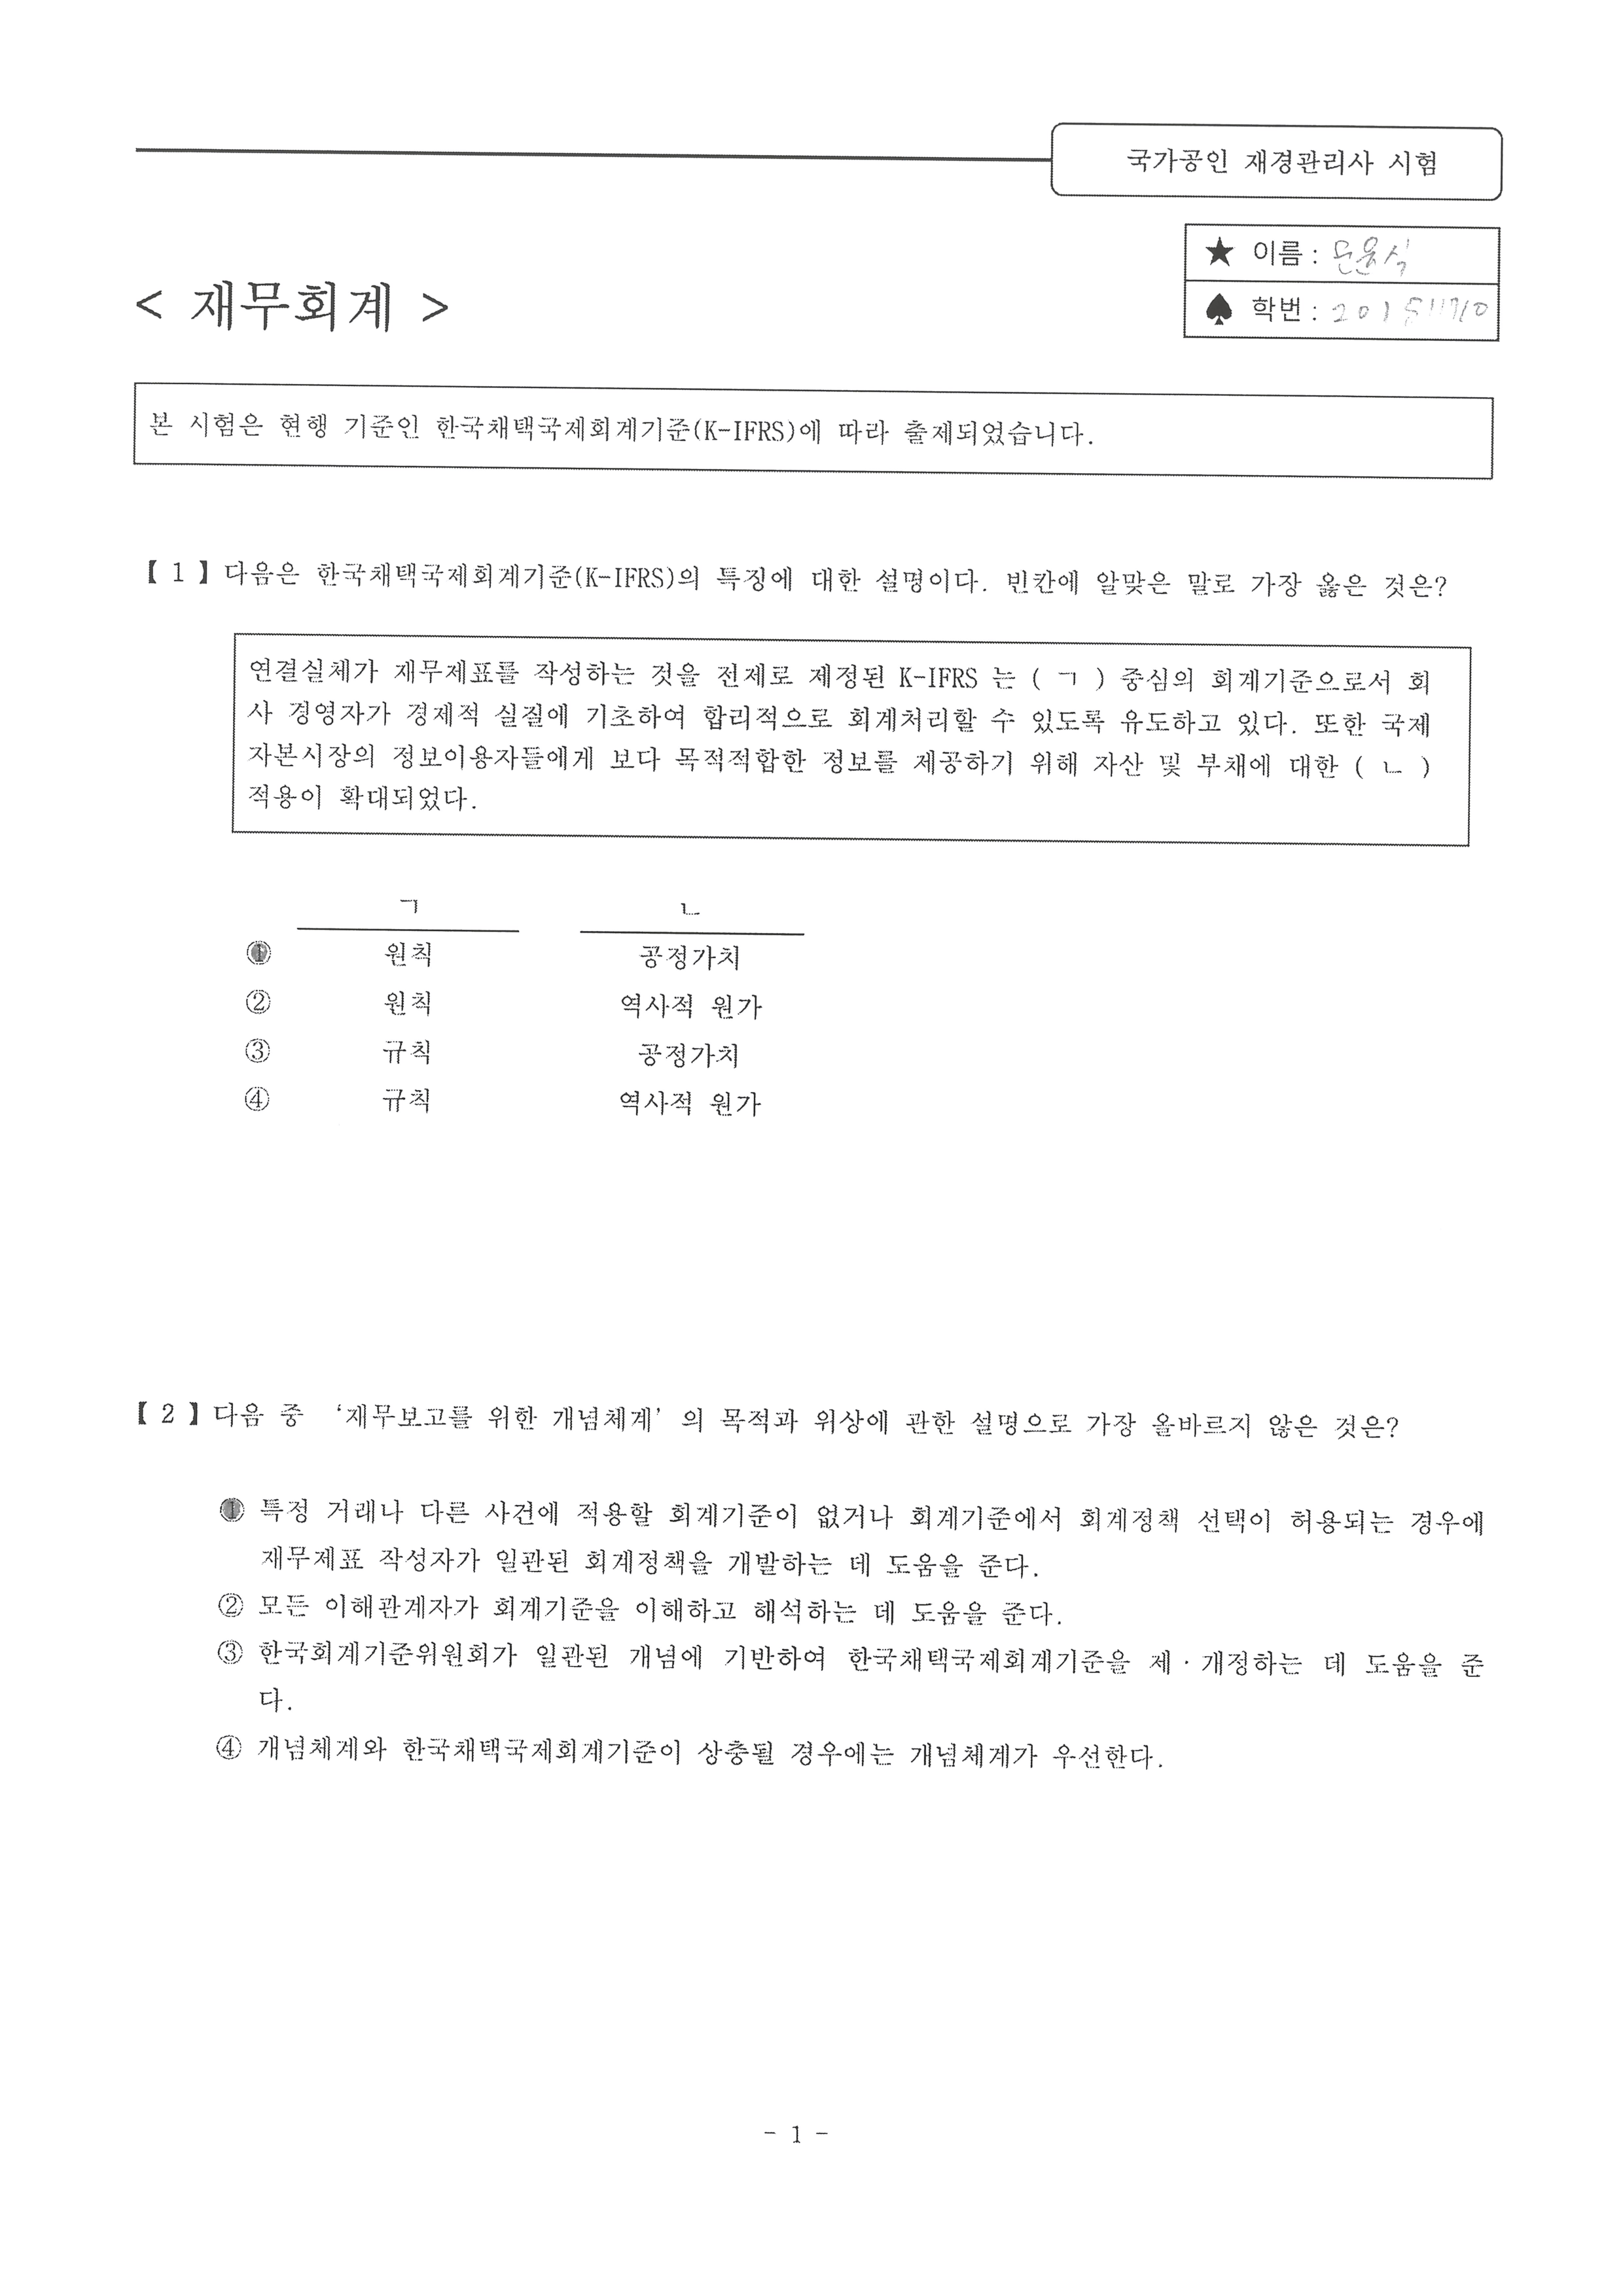 국가공인 재경관리사 시험
★ 이름 :
♠ 학번 :
< 재무회계 >
본 시험은 현행 기준인 한국채택국제회계기준(K-IFRS)에 따라 출제되었습니다.
【 1 】 다음은 한국채택국제회계기준(K-IFRS)의 특징에 대한 설명이다. 빈칸에 알맞은 말로 가장 옳은 것은?
연결실체가 재무제표를 작성하는 것을 전제로 제정된 K-IFRS 는 ( ㄱ ) 중심의 회계기준으로서 회
사 경영자가 경제적 실질에 기초하여 합리적으로 회계처리할 수 있도록 유도하고 있다. 또한 국제
자본시장의 정보이용자들에게 보다 목적적합한 정보를 제공하기 위해 자산 및 부채에 대한 ( ㄴ )
적용이 확대되었다.
ㄱ ㄴ
① 원칙 공정가치
② 원칙 역사적 원가
③ 규칙 공정가치
④ 규칙 역사적 원가
【 2 】 다음 중 ‘재무보고를 위한 개념체계’ 의 목적과 위상에 관한 설명으로 가장 올바르지 않은 것은?
① 특정 거래나 다른 사건에 적용할 회계기준이 없거나 회계기준에서 회계정책 선택이 허용되는 경우에
재무제표 작성자가 일관된 회계정책을 개발하는 데 도움을 준다.
② 모든 이해관계자가 회계기준을 이해하고 해석하는 데 도움을 준다.
③ 한국회계기준위원회가 일관된 개념에 기반하여 한국채택국제회계기준을 제ㆍ개정하는 데 도움을 준
다.
④ 개념체계와 한국채택국제회계기준이 상충될 경우에는 개념체계가 우선한다.
- 1 -